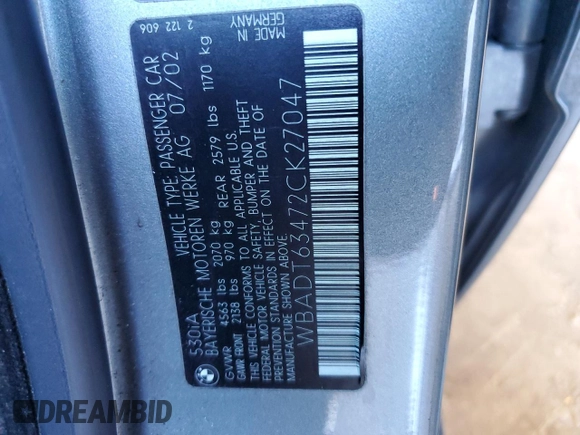 530iA
VEHICLE TYPE: PASSENGER CAR
BAYERISCHE MOTOREN WERKE AG 07/02
GVWR 4563 lbs 2070 kg REAR 2579 lbs 1170 kg
GAWR FRONT 2138 lbs 970 kg
THIS VEHICLE CONFORMS TO ALL APPLICABLE U.S.
FEDERAL MOTOR VEHICLE SAFETY, BUMPER AND THEFT
PREVENTION STANDARDS IN EFFECT ON THE DATE
OF MANUFACTURE SHOWN ABOVE.
WBADT63472CK27047
2 122 606
MADE IN
GERMANY
DREAMBID